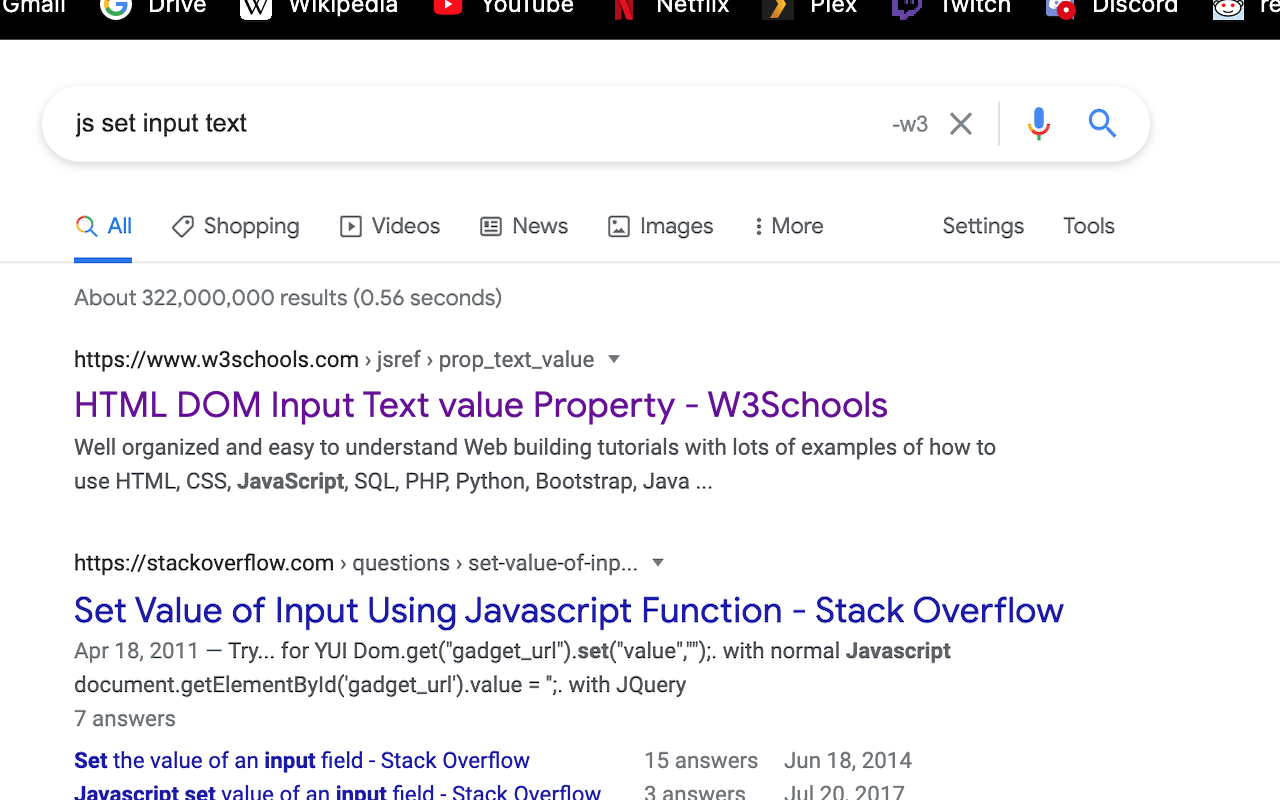 Gmail Drive W Wikipedia YouTube N Netflix Plex Twitch Discord re
js set input text -w3
All Shopping Videos News Images More Settings Tools
About 322,000,000 results (0.56 seconds)
https://www.w3schools.com › jsref › prop_text_value
HTML DOM Input Text value Property - W3Schools
Well organized and easy to understand Web building tutorials with lots of examples of how to
use HTML, CSS, JavaScript, SQL, PHP, Python, Bootstrap, Java ...
https://stackoverflow.com › questions › set-value-of-inp...
Set Value of Input Using Javascript Function - Stack Overflow
Apr 18, 2011 — Try... for YUI Dom.get("gadget_url").set("value","");. with normal Javascript
document.getElementById('gadget_url').value = '';. with JQuery
7 answers
Set the value of an input field - Stack Overflow 15 answers Jun 18, 2014
Javascript set value of an input field - Stack Overflow 3 answers Jul 20, 2017